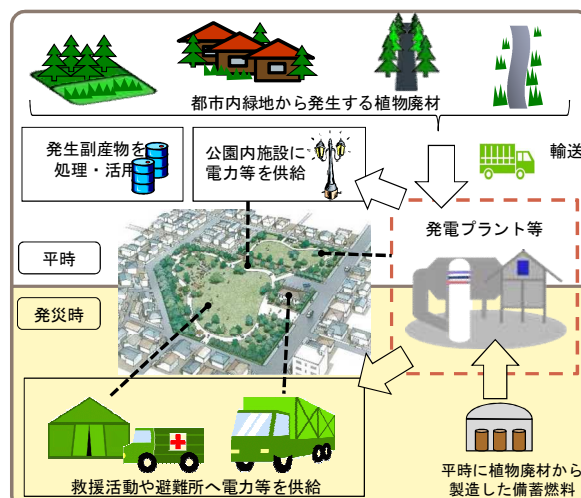 都市内緑地から発生する植物廃材
発生副産物を
処理・活用
公園内施設に
電力等を供給
輸送
発電プラント等
平時
発災時
救援活動や避難所へ電力等を供給
平時に植物廃材から
製造した備蓄燃料